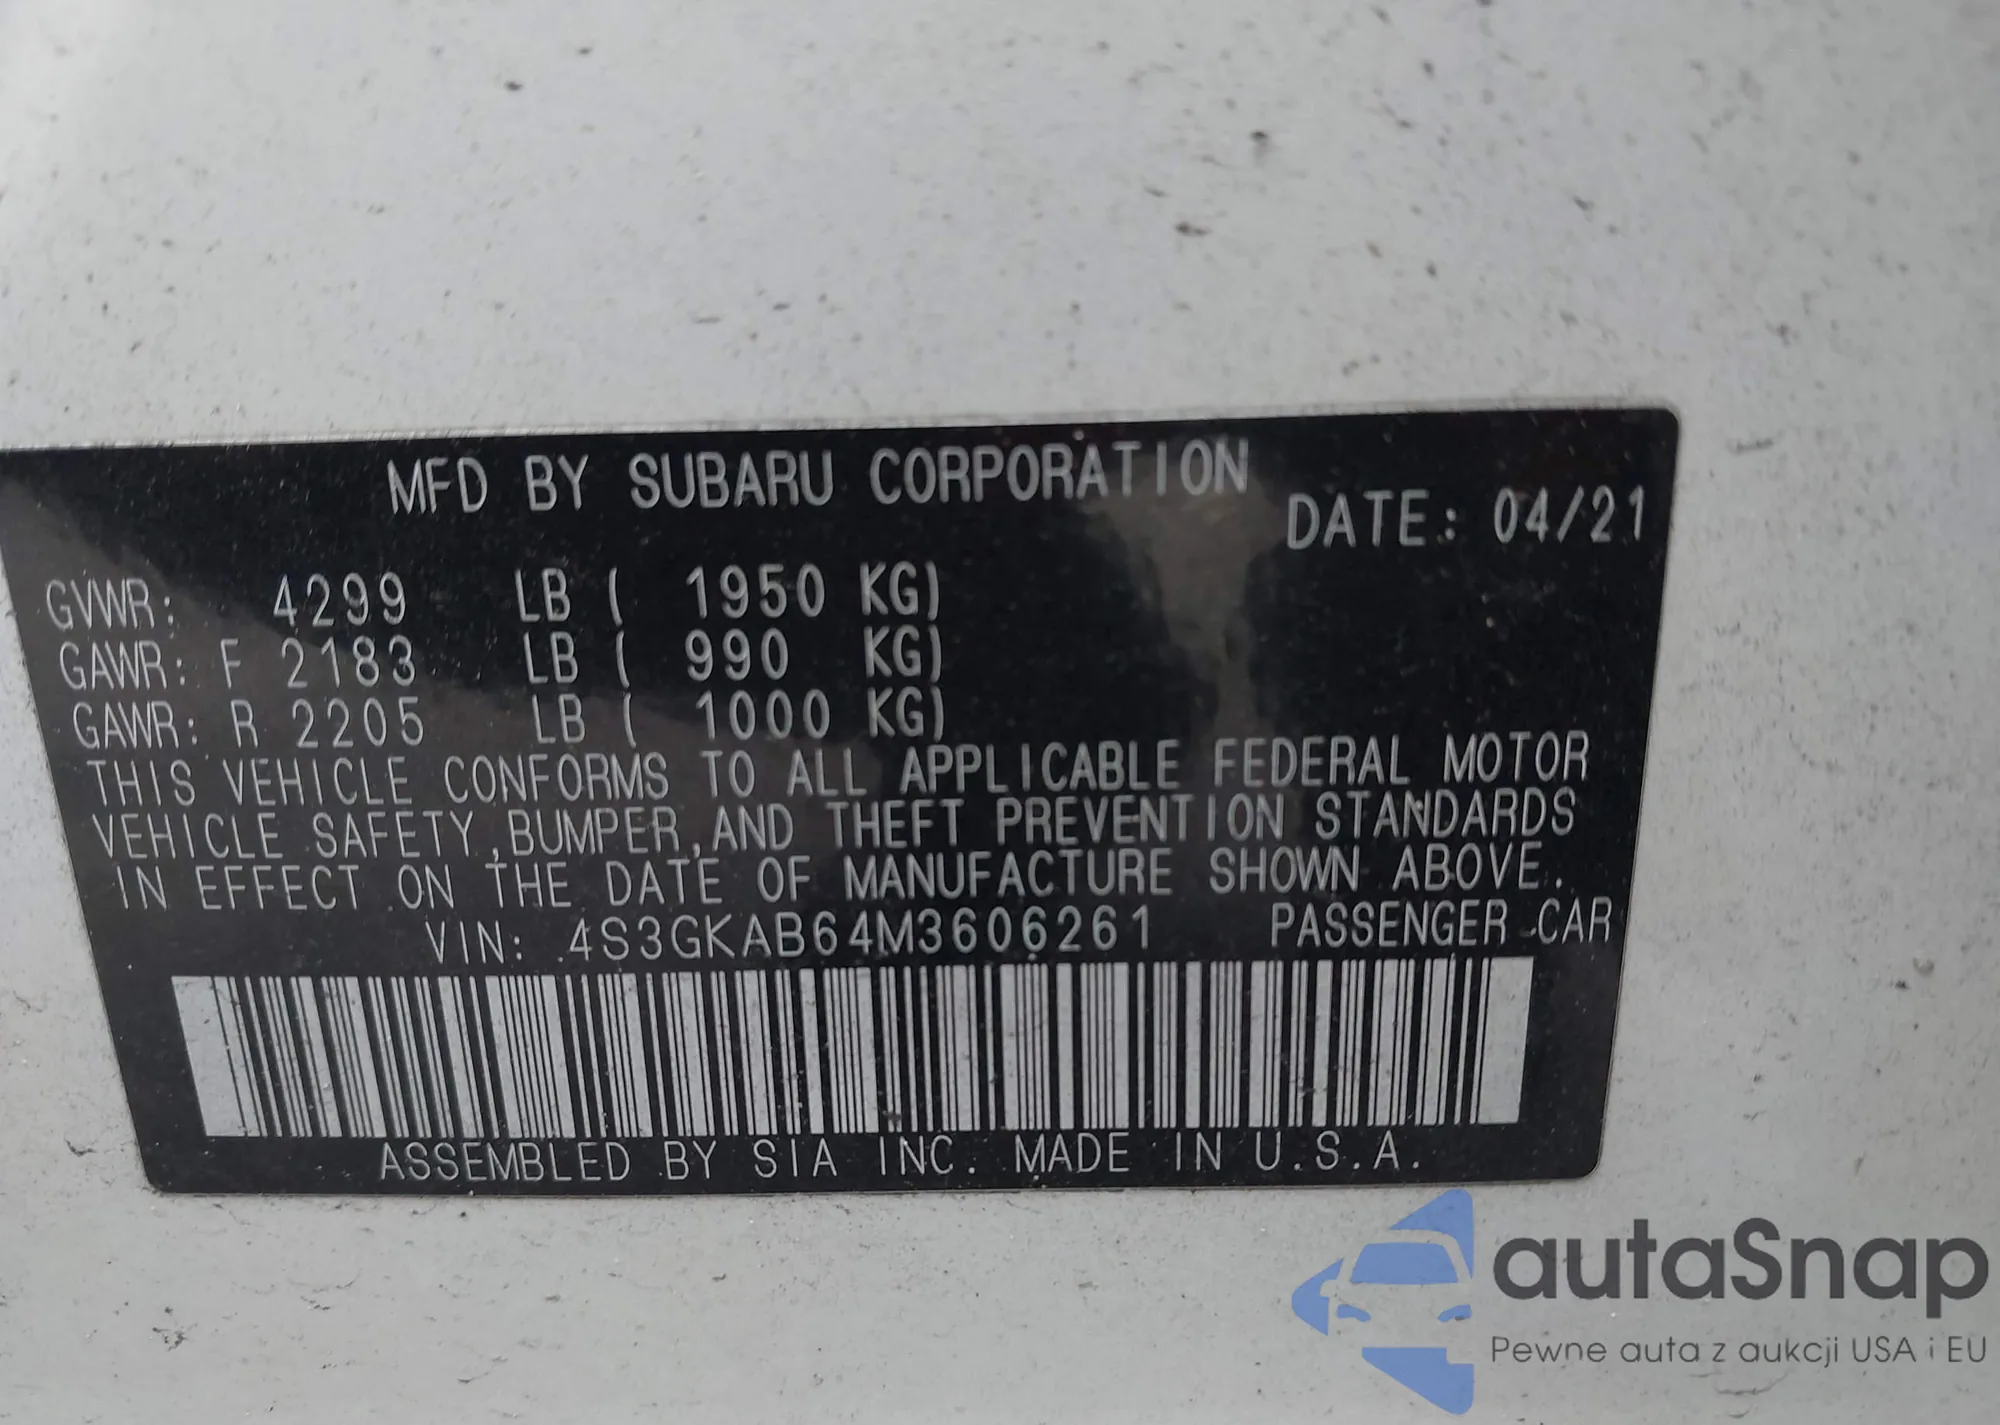 MFD BY SUBARU CORPORATION
DATE: 04/21
GVWR: 4299 LB ( 1950 KG)
GAWR: F 2183 LB ( 990 KG)
GAWR: R 2205 LB ( 1000 KG)
THIS VEHICLE CONFORMS TO ALL APPLICABLE FEDERAL MOTOR
VEHICLE SAFETY,BUMPER,AND THEFT PREVENTION STANDARDS
IN EFFECT ON THE DATE OF MANUFACTURE SHOWN ABOVE.
VIN: 4S3GKAB64M3606261 PASSENGER CAR
ASSEMBLED BY SIA INC. MADE IN U.S.A.
autaSnap
Pewne auta z aukcji USA i EU